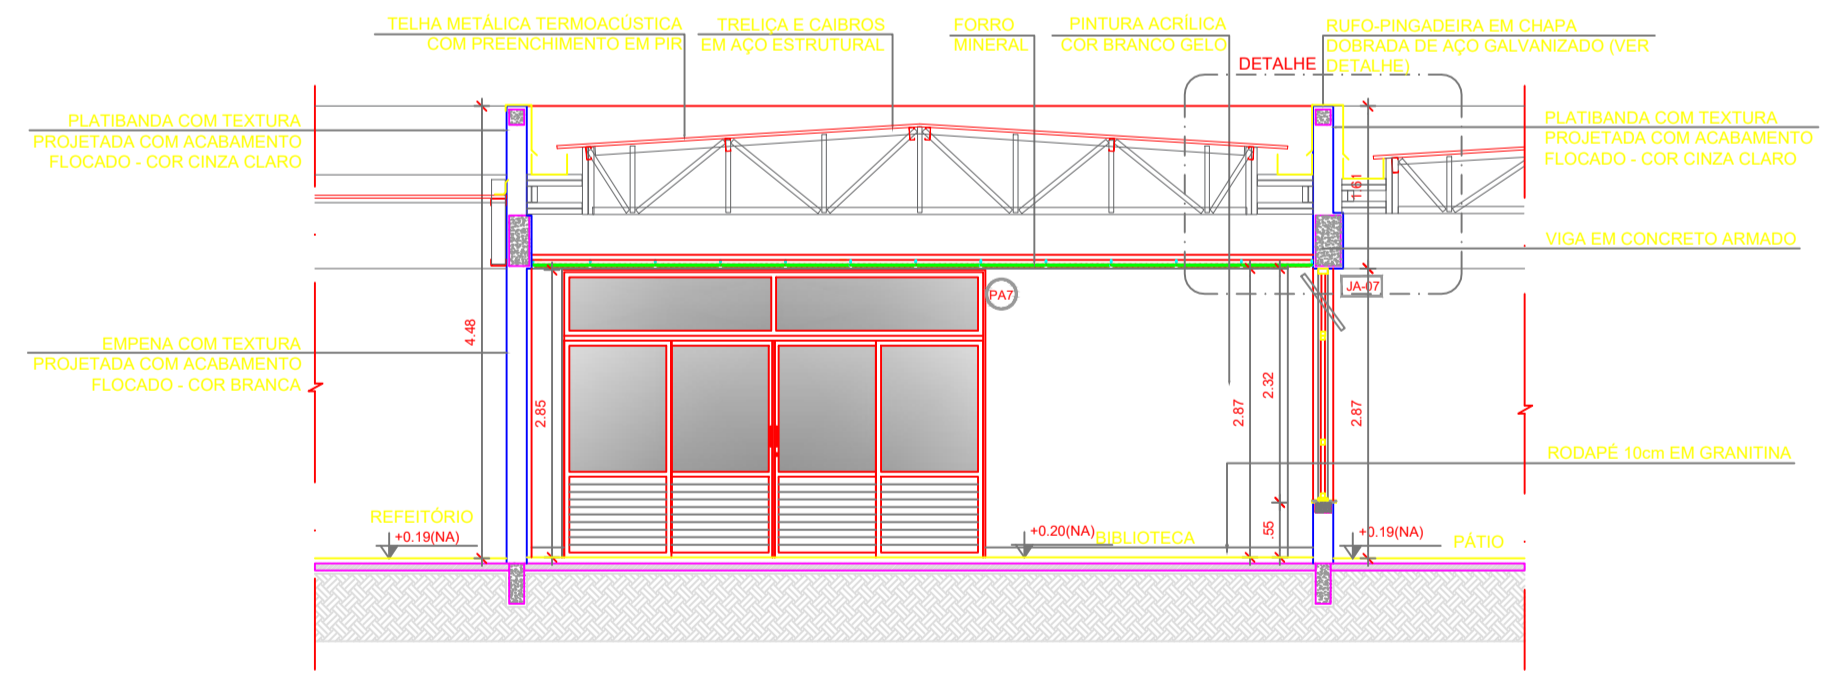 TELHA METÁLICA TERMOACÚSTICA
COM PREENCHIMENTO EM PIR
TRELIÇA E CAIBROS
EM AÇO ESTRUTURAL
FORRO
MINERAL
PINTURA ACRÍLICA
COR BRANCO GELO
RUFO-PINGADEIRA EM CHAPA
DOBRADA DE AÇO GALVANIZADO (VER
DETALHE)
DETALHE
PLATIBANDA COM TEXTURA
PROJETADA COM ACABAMENTO
FLOCADO - COR CINZA CLARO
PLATIBANDA COM TEXTURA
PROJETADA COM ACABAMENTO
FLOCADO - COR CINZA CLARO
1.61
VIGA EM CONCRETO ARMADO
PA7
JA-07
4.48
EMPENA COM TEXTURA
PROJETADA COM ACABAMENTO
FLOCADO - COR BRANCA
2.85
2.87
2.32
2.87
RODAPÉ 10cm EM GRANITINA
REFEITÓRIO
+0.19(NA)
+0.20(NA)
BIBLIOTECA
.55
+0.19(NA)
PÁTIO